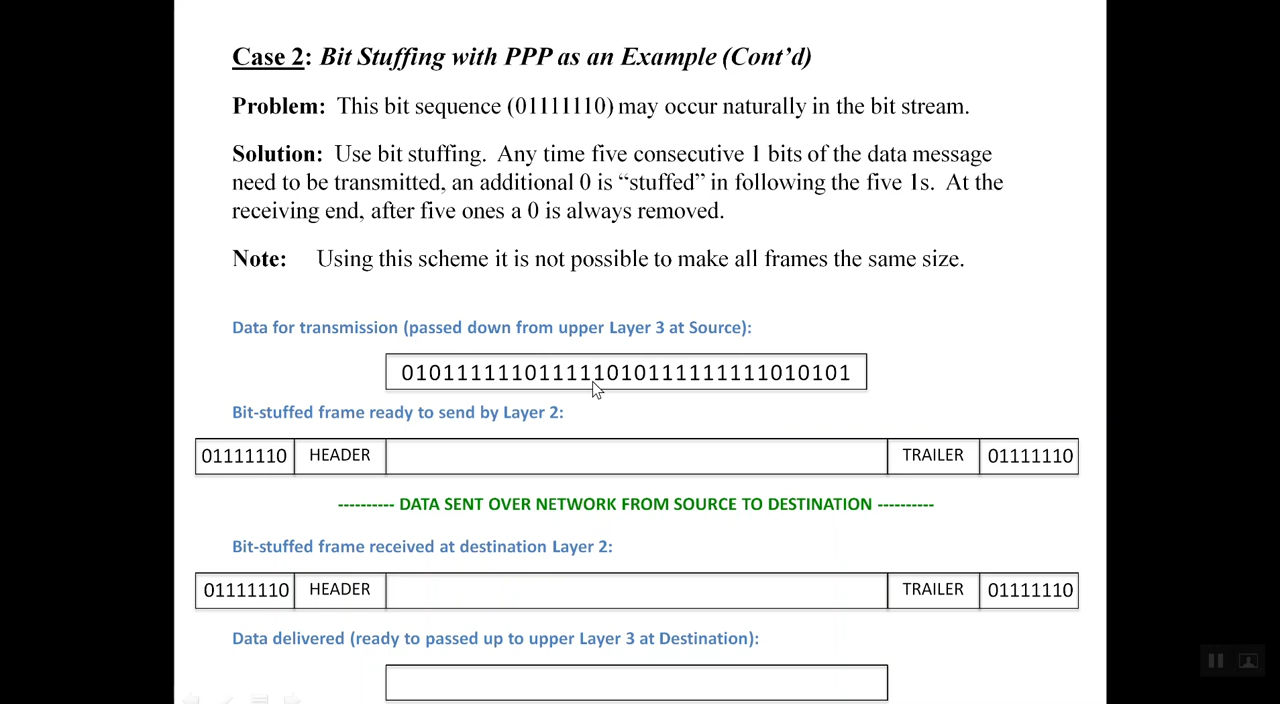 Case 2: Bit Stuffing with PPP as an Example (Cont’d)
Problem: This bit sequence (01111110) may occur naturally in the bit stream.
Solution: Use bit stuffing. Any time five consecutive 1 bits of the data message
need to be transmitted, an additional 0 is “stuffed” in following the five 1s. At the
receiving end, after five ones a 0 is always removed.
Note: Using this scheme it is not possible to make all frames the same size.
Data for transmission (passed down from upper Layer 3 at Source):
010111111011111010111111111010101
Bit-stuffed frame ready to send by Layer 2:
01111110 HEADER TRAILER 01111110
---------- DATA SENT OVER NETWORK FROM SOURCE TO DESTINATION ----------
Bit-stuffed frame received at destination Layer 2:
01111110 HEADER TRAILER 01111110
Data delivered (ready to passed up to upper Layer 3 at Destination):